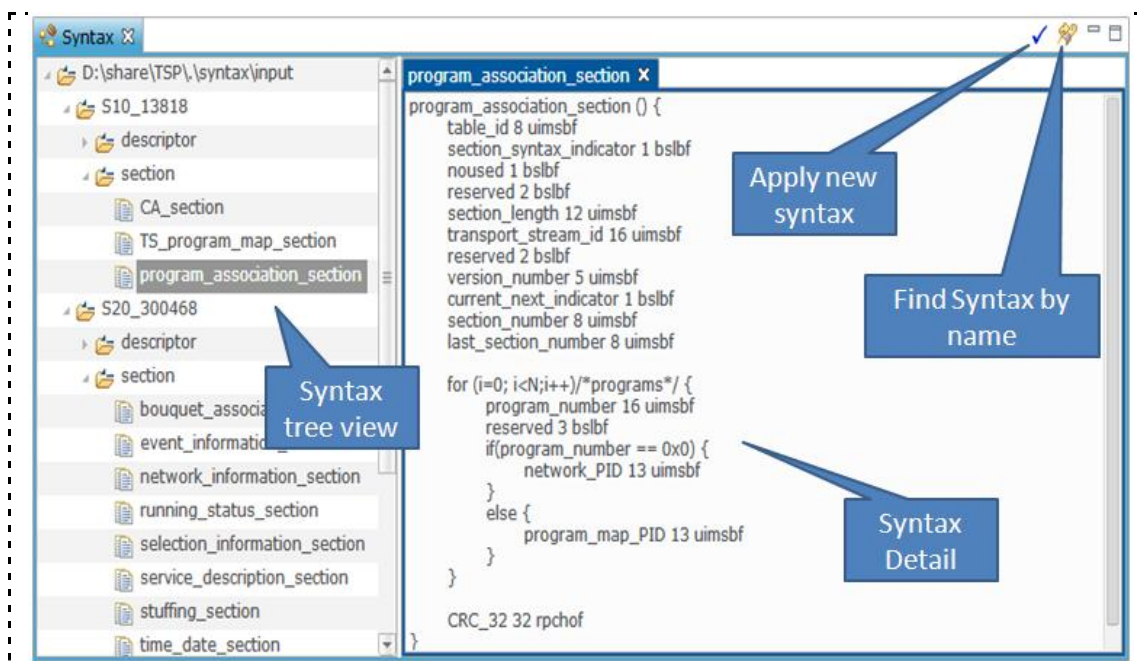 Syntax
D:\share\TSP\.\syntax\input
S10_13818
descriptor
section
CA_section
TS_program_map_section
program_association_section
S20_300468
descriptor
section
bouquet_associa
event_informatio
network_information_section
running_status_section
selection_information_section
service_description_section
stuffing_section
time_date_section
program_association_section X
program_association_section () {
table_id 8 uimsbf
section_syntax_indicator 1 bslbf
noused 1 bslbf
reserved 2 bslbf
section_length 12 uimsbf
transport_stream_id 16 uimsbf
reserved 2 bslbf
version_number 5 uimsbf
current_next_indicator 1 bslbf
section_number 8 uimsbf
last_section_number 8 uimsbf
for (i=0; i<N;i++)/*programs*/ {
program_number 16 uimsbf
reserved 3 bslbf
if(program_number == 0x0) {
network_PID 13 uimsbf
}
else {
program_map_PID 13 uimsbf
}
}
CRC_32 32 rpchof
}
Apply new
syntax
Find Syntax by
name
Syntax
tree view
Syntax
Detail